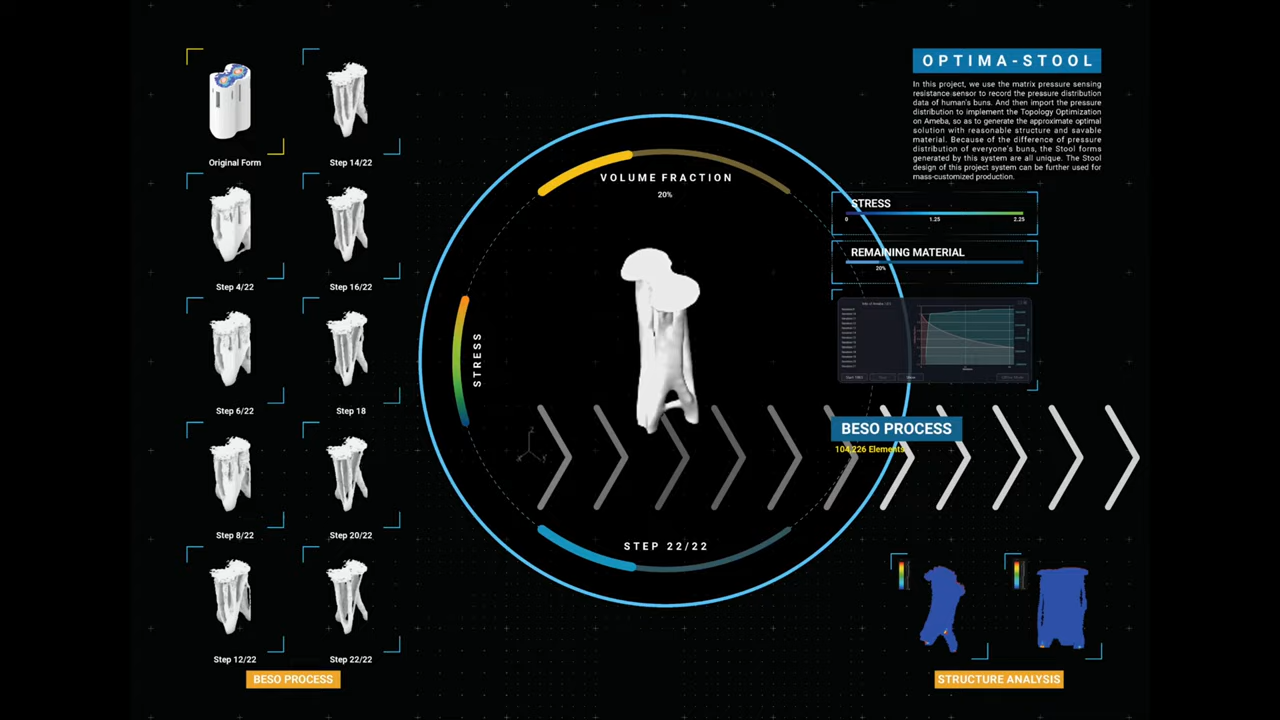 Original Form
Step 14/22
Step 4/22
Step 16/22
Step 6/22
Step 18
Step 8/22
Step 20/22
Step 12/22
Step 22/22
BESO PROCESS
VOLUME FRACTION
20%
STRESS
STEP 22/22
OPTIMA-STOOL
In this project, we use the matrix pressure sensing
resistance sensor to record the pressure distribution
data of human's buns. And then import the pressure
distribution to implement the Topology Optimization
on Ameba, so as to generate the approximate optimal
solution with reasonable structure and savable
material. Because of the difference of pressure
distribution of everyone's buns, the Stool forms
generated by this system are all unique. The Stool
design of this project system can be further used for
mass-customized production.
STRESS
0 1.25 2.25
REMAINING MATERIAL
20%
BESO PROCESS
104,226 Elements
STRUCTURE ANALYSIS